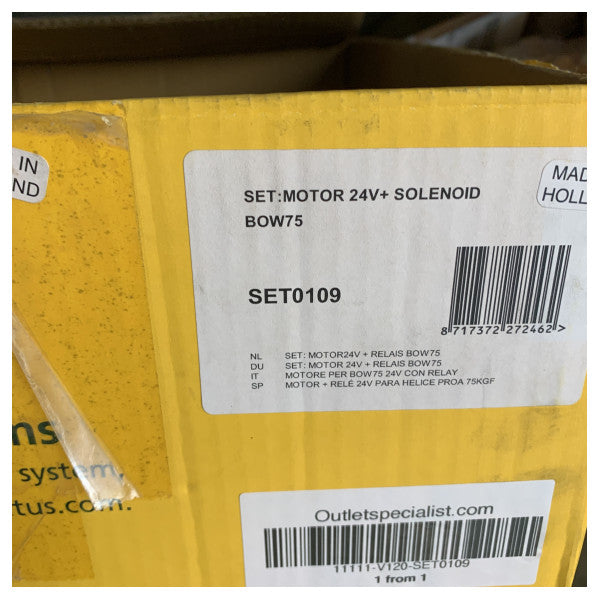 IN
ND
SET:MOTOR 24V+ SOLENOID
BOW75
MAD
HOLL
SET0109
8 717372 272462 >
NL SET: MOTOR24V + RELAIS BOW75
DU SET: MOTOR 24V + RELAIS BOW75
IT MOTORE PER BOW75 24V CON RELAY
SP MOTOR + RELÉ 24V PARA HELICE PROA 75KGF
ms
system,
tus.com.
Outletspecialist.com
11111-V120-SET0109
1 from 1